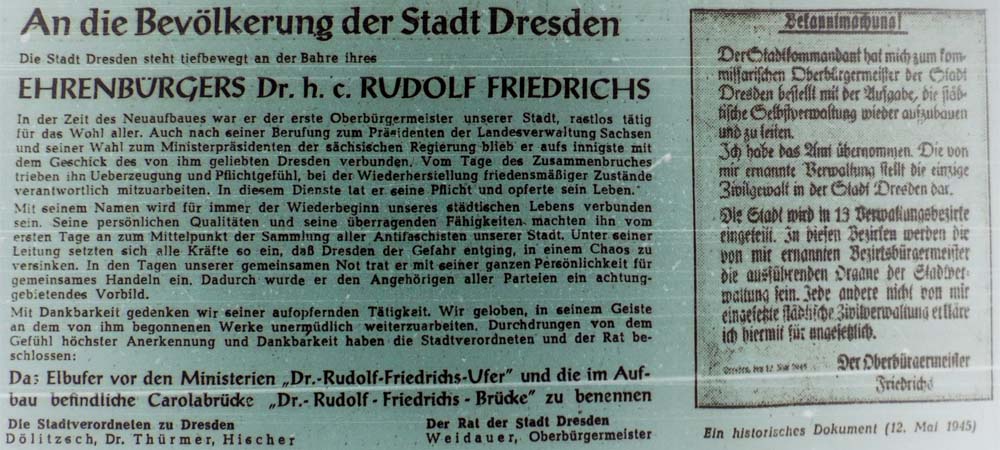 An die Bevölkerung der Stadt Dresden
Die Stadt Dresden steht tiefbewegt an der Bahre ihres
EHRENBÜRGERS Dr. h. c. RUDOLF FRIEDRICHS
In der Zeit des Neuaufbaues war er der erste Oberbürgermeister unserer Stadt, rastlos tätig
für das Wohl aller. Auch nach seiner Berufung zum Präsidenten der Landesverwaltung Sachsen
und seiner Wahl zum Ministerpräsidenten der sächsischen Regierung blieb er aufs innigste mit
dem Geschick des von ihm geliebten Dresden verbunden. Vom Tage des Zusammenbruches
trieben ihn Ueberzeugung und Pflichtgefühl, bei der Wiederherstellung friedensmäßiger Zustände
verantwortlich mitzuarbeiten. In diesem Dienste tat er seine Pflicht und opferte sein Leben.
Mit seinem Namen wird für immer der Wiederbeginn unseres städtischen Lebens verbunden
sein. Seine persönlichen Qualitäten und seine überragenden Fähigkeiten machten ihn vom
ersten Tage an zum Mittelpunkt der Sammlung aller Antifaschisten unserer Stadt. Unter seiner
Leitung setzten sich alle Kräfte so ein, daß Dresden der Gefahr entging, in einem Chaos zu
versinken. In den Tagen unserer gemeinsamen Not trat er mit seiner ganzen Persönlichkeit für
gemeinsames Handeln ein. Dadurch wurde er den Angehörigen aller Parteien ein achtung-
gebietendes Vorbild.
Mit Dankbarkeit gedenken wir seiner aufopfernden Tätigkeit. Wir geloben, in seinem Geiste
an dem von ihm begonnenen Werke unermüdlich weiterzuarbeiten. Durchdrungen von dem
Gefühl höchster Anerkennung und Dankbarkeit haben die Stadtverordneten und der Rat be-
schlossen:
Das Elbufer vor den Ministerien „Dr.-Rudolf-Friedrichs-Ufer" und die im Auf-
bau befindliche Carolabrücke „Dr.- Rudolf - Friedrichs - Brücke" zu benennen
Die Stadtverordneten zu Dresden
Dölitzsch, Dr. Thürmer, Hischer
Der Rat der Stadt Dresden
Weidauer, Oberbürgermeister
Bekanntmachung!
Der Stadtkommandant hat mich zum kom-
missarischen Oberbürgermeister der Stadt
Dresden bestellt mit der Aufgabe, die städ-
tische Selbstverwaltung wieder aufzubauen
und zu leiten.
Ich habe das Amt übernommen. Die von
mir ernannte Verwaltung stellt die einzige
Zivilgewalt in der Stadt Dresden dar.
Die Stadt wird in 13 Verwaltungsbezirke
eingeteilt. In diesen Bezirken werden die
von mir ernannten Bezirksbürgermeister
die ausführenden Organe der Stadtver-
waltung sein. Jede andere nicht von mir
eingesetzte städtische Zivilverwaltung erkläre
ich hiermit für ungesetzlich.
Dresden, den 12. Mai 1945
Der Oberbürgermeister
Friedrichs
Ein historisches Dokument (12. Mai 1945)